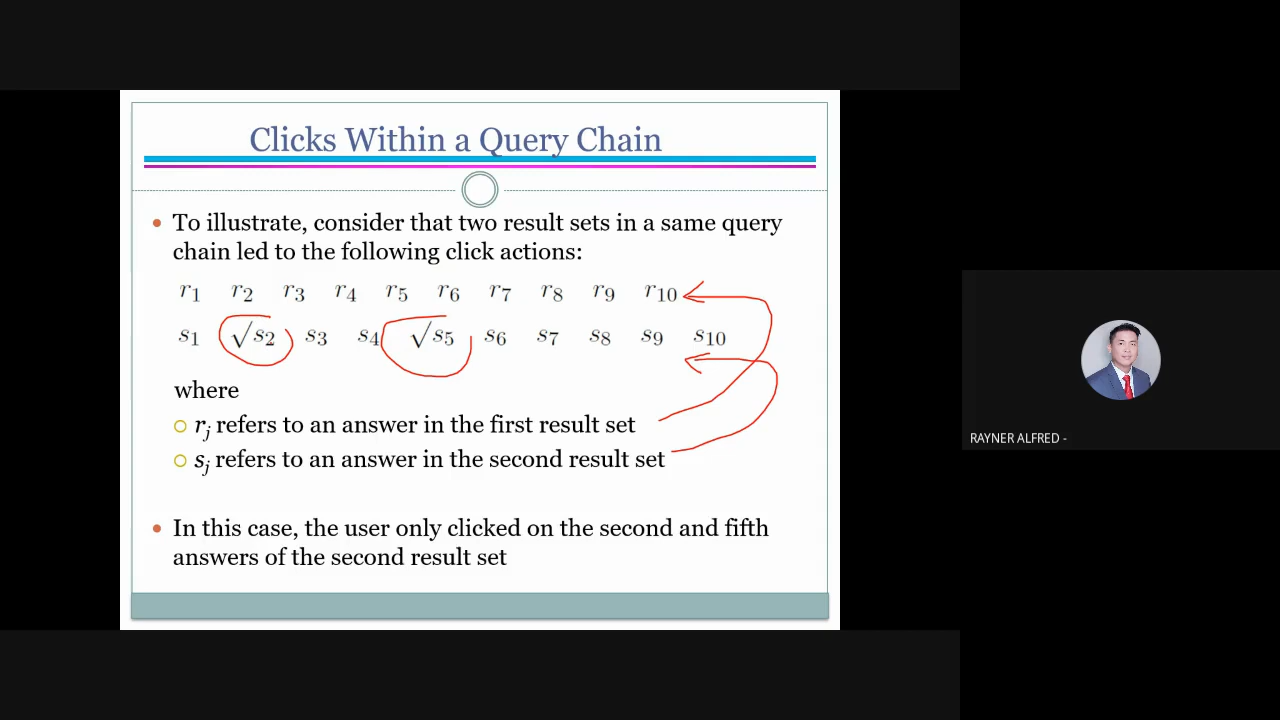 Clicks Within a Query Chain
• To illustrate, consider that two result sets in a same query
chain led to the following click actions:
r1 r2 r3 r4 r5 r6 r7 r8 r9 r10
s1 √s2 s3 s4 √s5 s6 s7 s8 s9 s10
where
rj refers to an answer in the first result set
sj refers to an answer in the second result set
• In this case, the user only clicked on the second and fifth
answers of the second result set
RAYNER ALFRED -